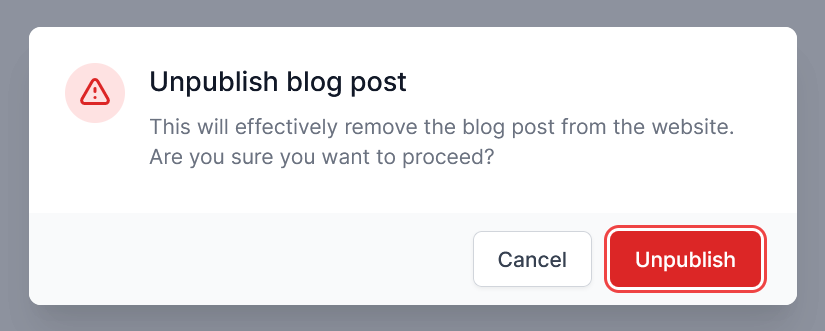 Unpublish blog post
This will effectively remove the blog post from the website.
Are you sure you want to proceed?
Cancel
Unpublish